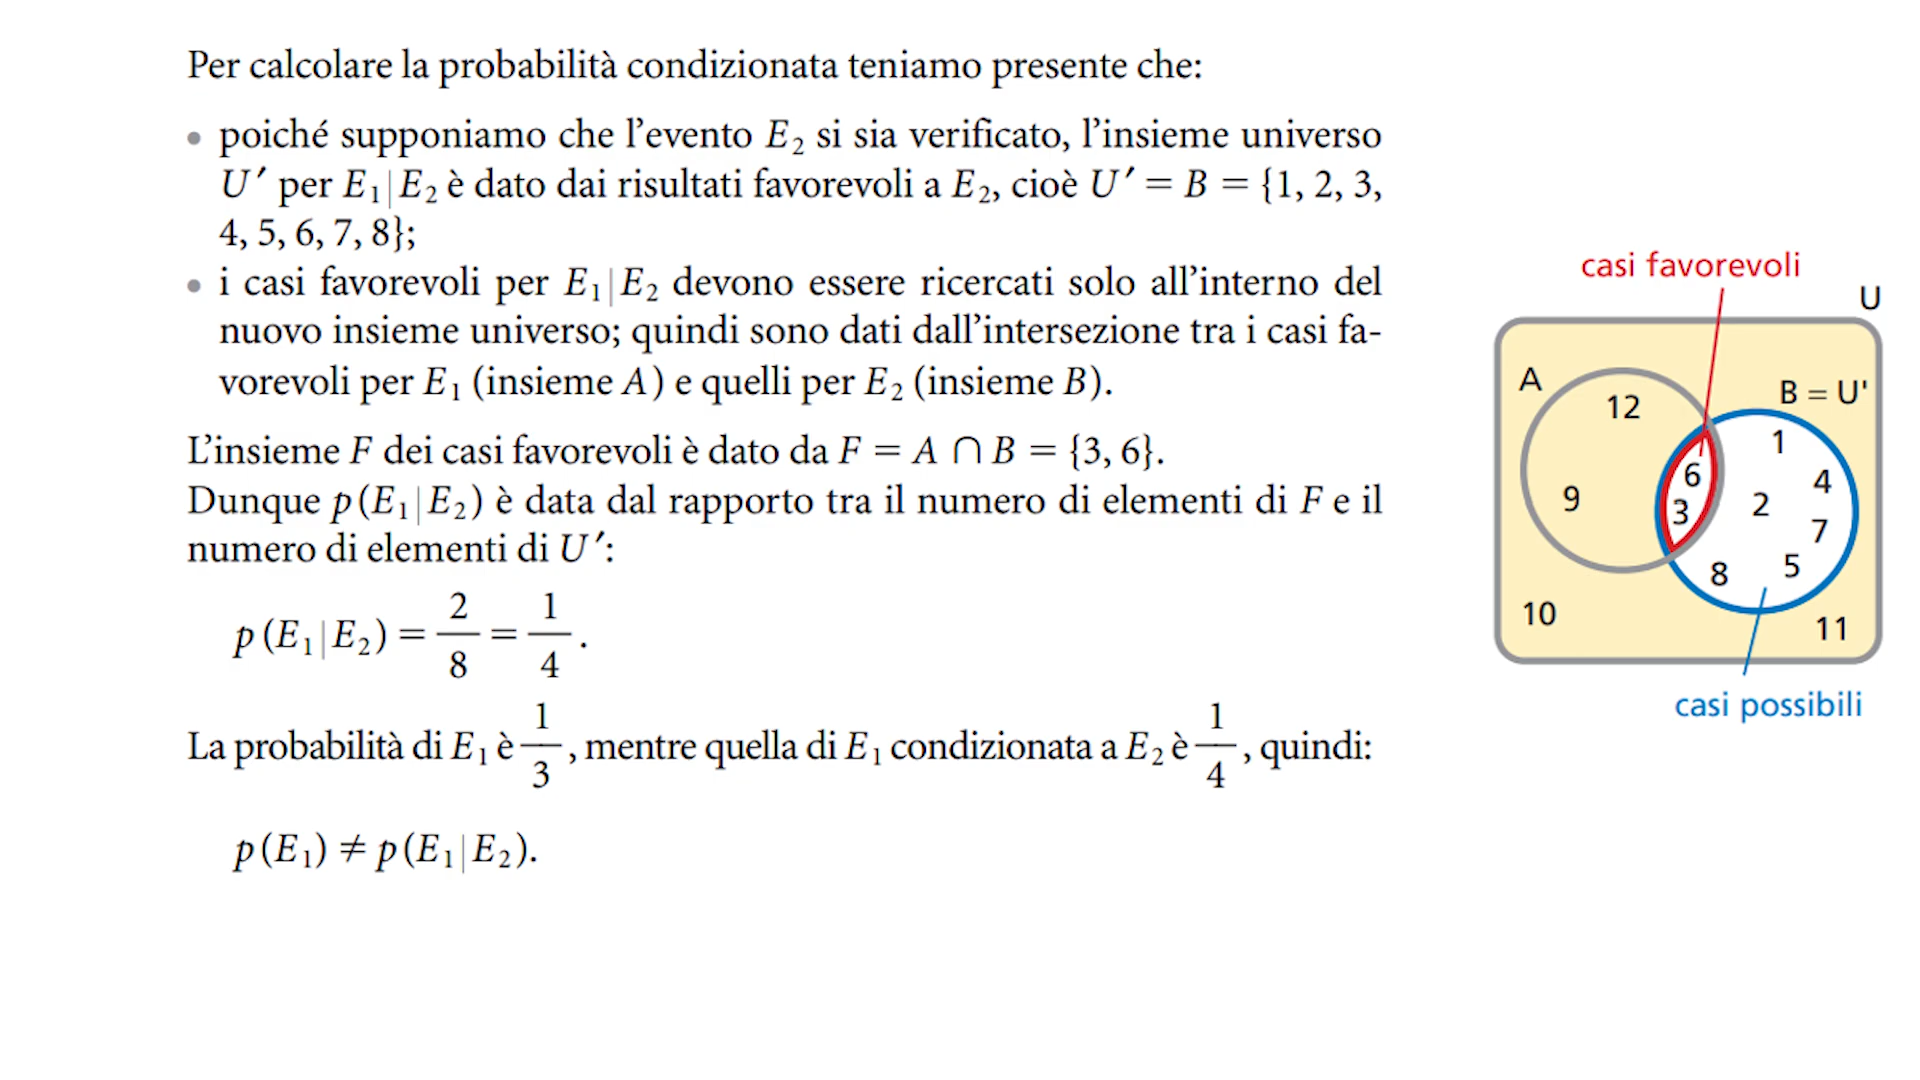 Per calcolare la probabilità condizionata teniamo presente che:
• poiché supponiamo che l’evento E₂ si sia verificato, l’insieme universo
U′ per E₁|E₂ è dato dai risultati favorevoli a E₂, cioè U′ = B = {1, 2, 3,
4, 5, 6, 7, 8};
• i casi favorevoli per E₁|E₂ devono essere ricercati solo all’interno del
nuovo insieme universo; quindi sono dati dall’intersezione tra i casi fa-
vorevoli per E₁ (insieme A) e quelli per E₂ (insieme B).
L’insieme F dei casi favorevoli è dato da F = A ∩ B = {3, 6}.
Dunque p(E₁|E₂) è data dal rapporto tra il numero di elementi di F e il
numero di elementi di U′:
p(E₁|E₂) = 2/8 = 1/4.
La probabilità di E₁ è 1/3, mentre quella di E₁ condizionata a E₂ è 1/4, quindi:
p(E₁) ≠ p(E₁|E₂).
casi favorevoli
U
A
B = U'
12
1
6
4
9
3
2
7
8
5
10
11
casi possibili